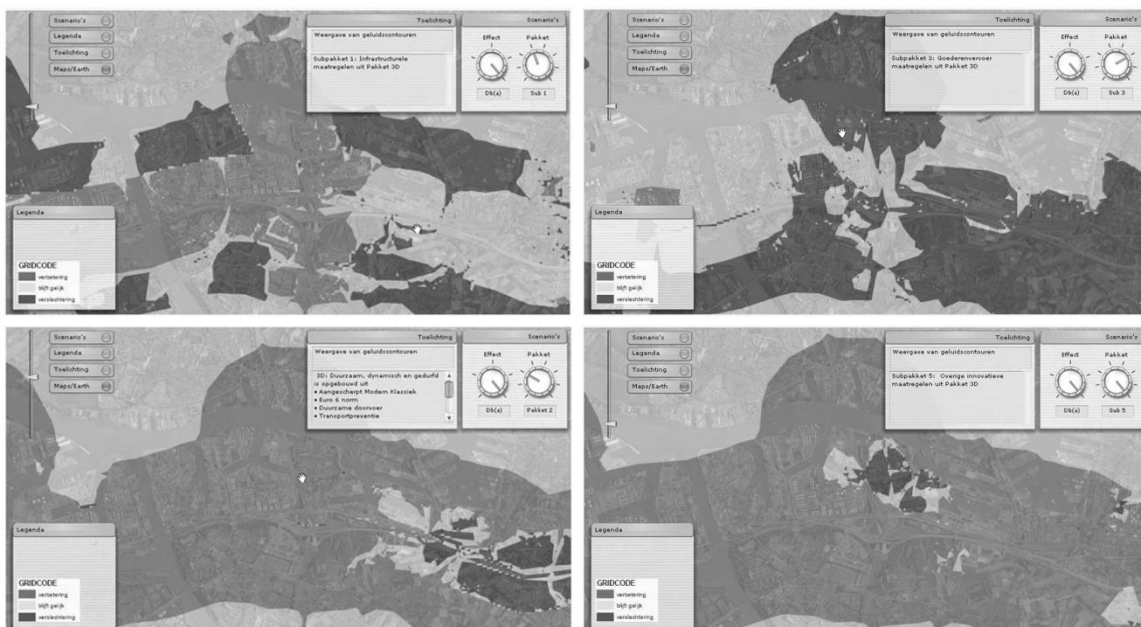 Scenario's
Legenda
Toelichting
Maps/Earth
Toelichting
Weergave van geluidscontouren
Subpakket 1: Infrastructurele
maatregelen uit Pakket 3D
Scenario's
Effect
Pakket
Db(a)
Sub 1
Legenda
GRIDCODE
verbetering
blijft gelijk
verslechtering
Scenario's
Legenda
Toelichting
Maps/Earth
Toelichting
Weergave van geluidscontouren
Subpakket 3: Goederenvervoer
maatregelen uit Pakket 3D
Scenario's
Effect
Pakket
Db(a)
Sub 3
Legenda
GRIDCODE
verbetering
blijft gelijk
verslechtering
Scenario's
Legenda
Toelichting
Maps/Earth
Toelichting
Weergave van geluidscontouren
3D: Duurzaam, dynamisch en gedurfd
is opgebouwd uit
• Aangescherpt Modern Klassiek
• Euro 6 norm
• Duurzame doorvoer
• Transportpreventie
Scenario's
Effect
Pakket
Db(a)
Pakket 2
Legenda
GRIDCODE
verbetering
blijft gelijk
verslechtering
Scenario's
Legenda
Toelichting
Maps/Earth
Toelichting
Weergave van geluidscontouren
Subpakket 5: Overige innovatieve
maatregelen uit Pakket 3D
Scenario's
Effect
Pakket
Db(a)
Sub 5
Legenda
GRIDCODE
verbetering
blijft gelijk
verslechtering